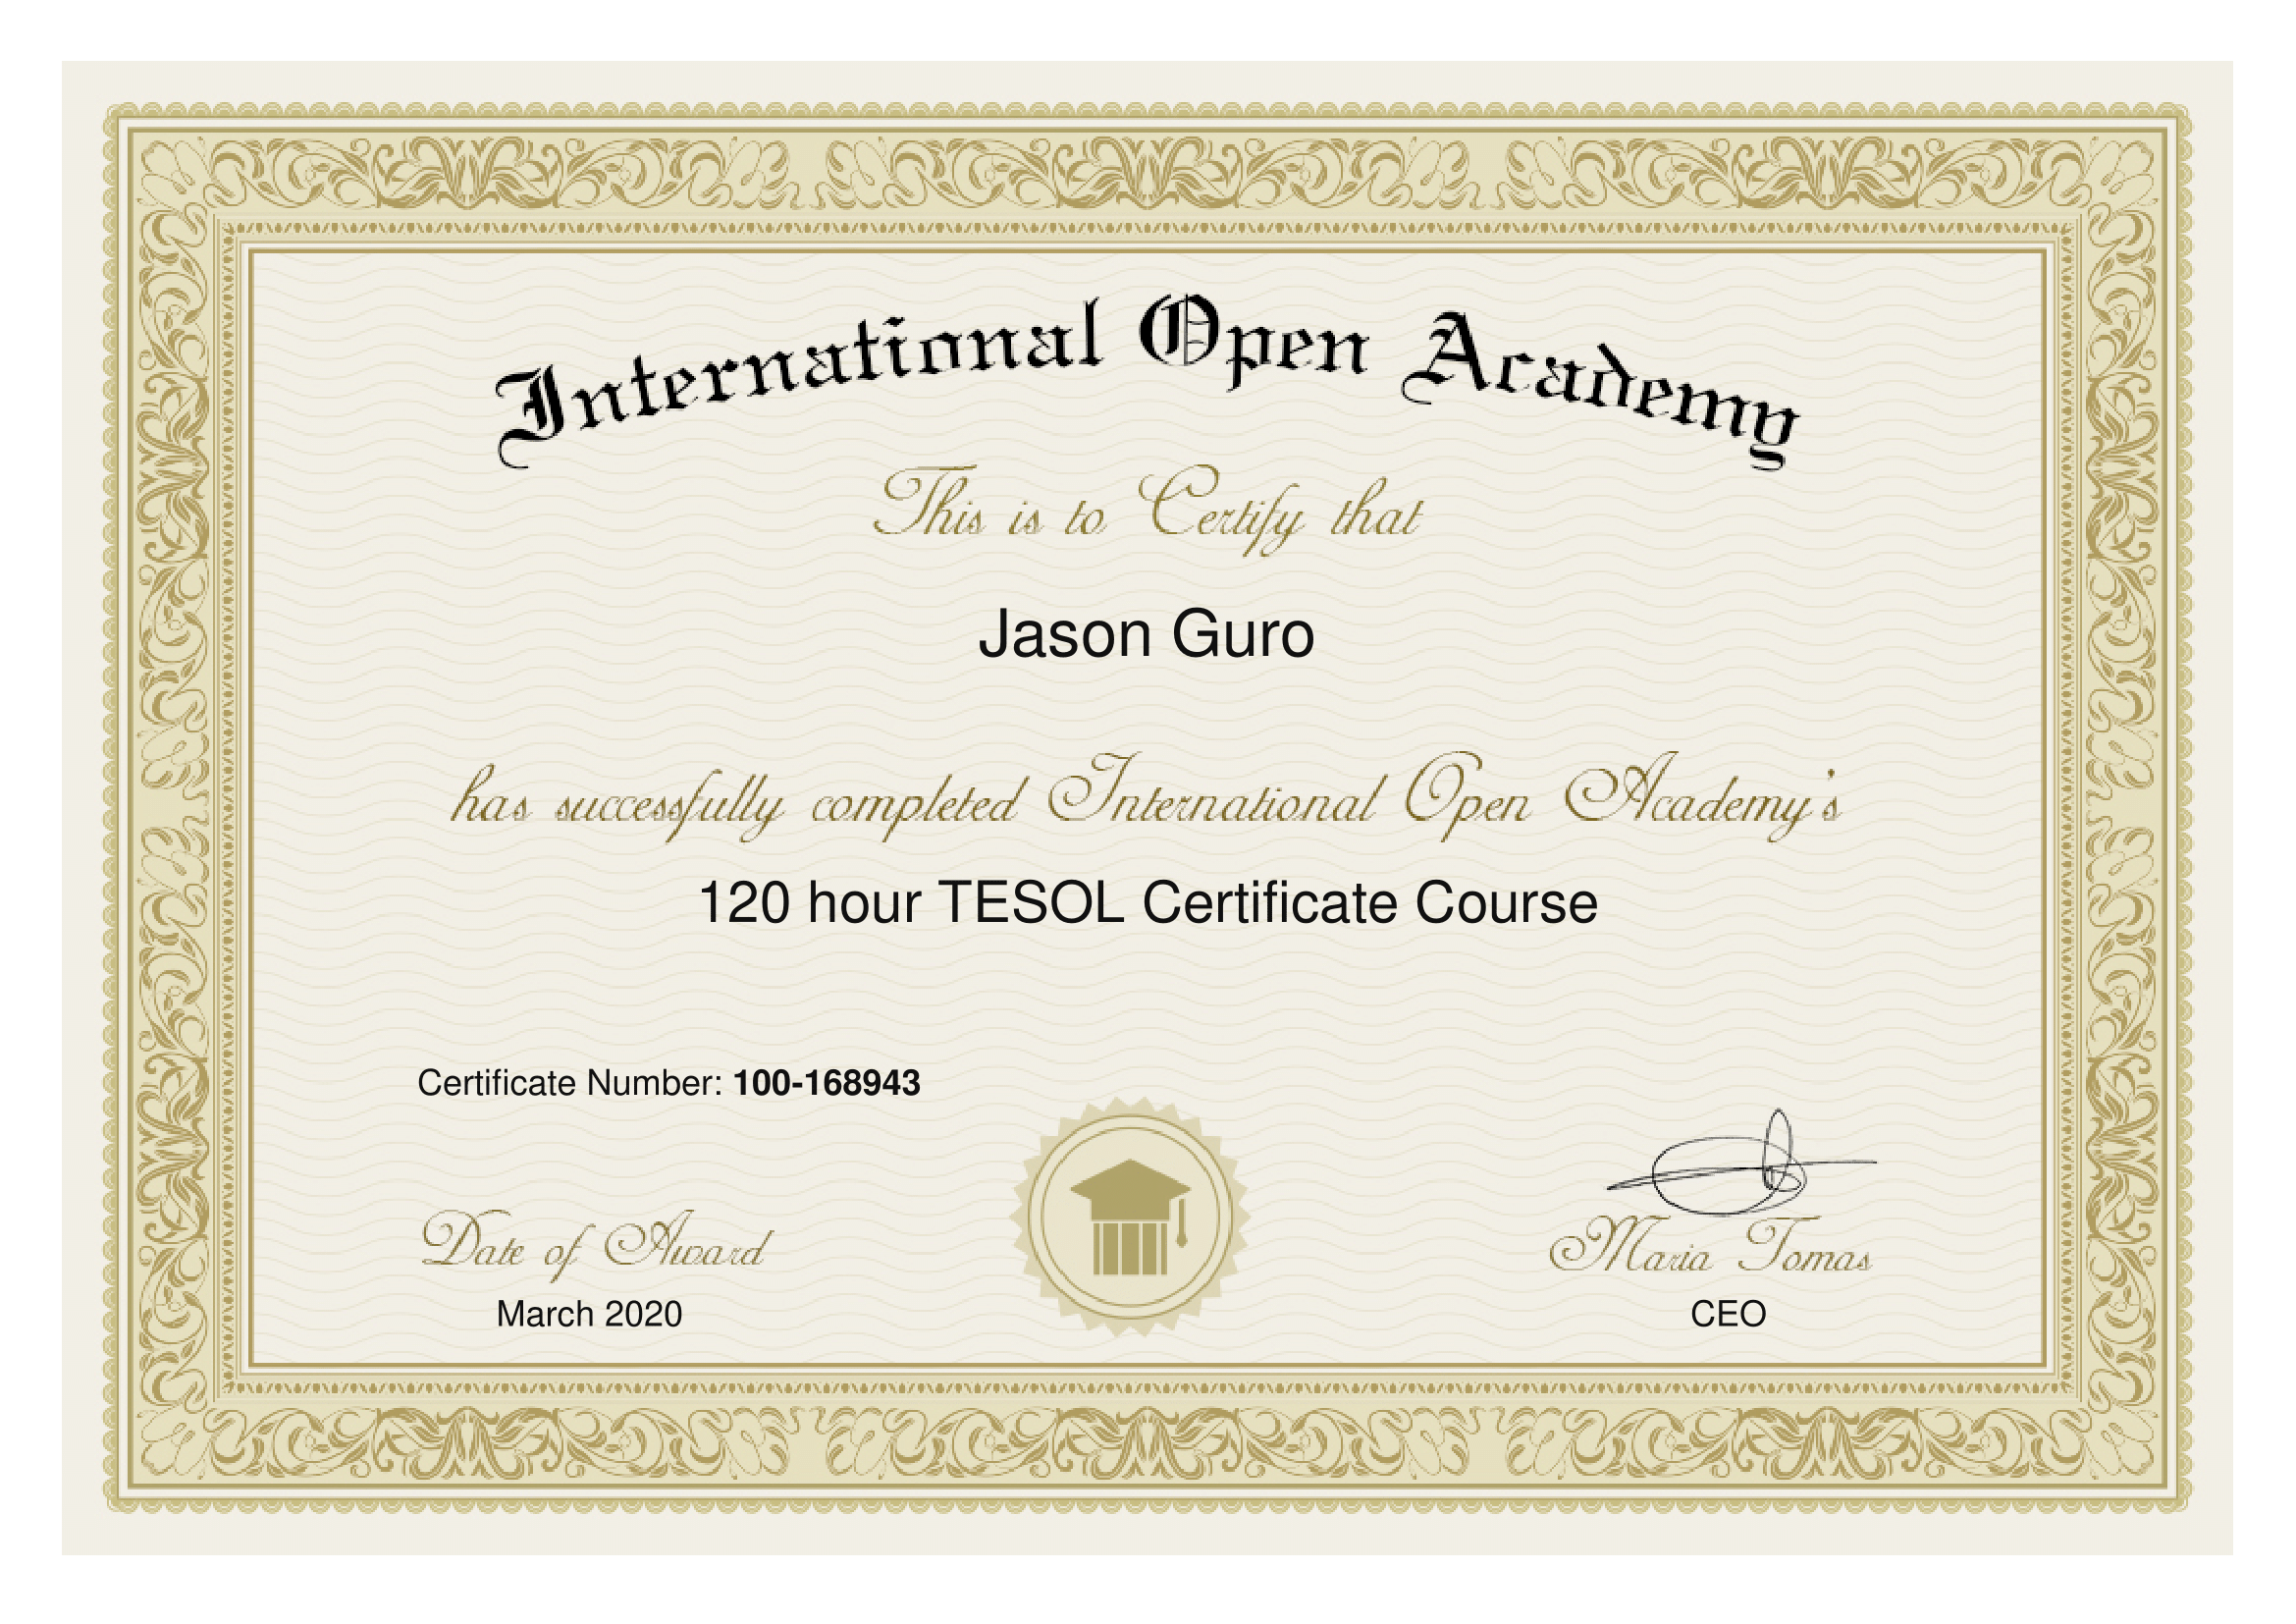 International Open Academy
This is to Certify that
Jason Guro
has successfully completed International Open Academy's
120 hour TESOL Certificate Course
Certificate Number: 100-168943
Date of Award
March 2020
Maria Tomas
CEO